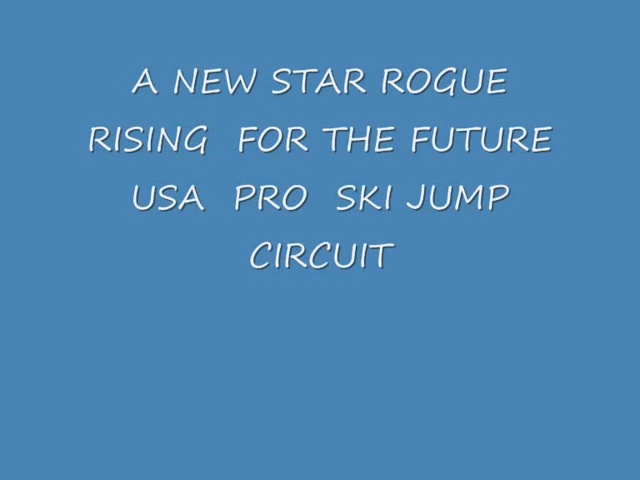 A NEW STAR ROGUE
RISING  FOR THE FUTURE
USA  PRO  SKI JUMP
CIRCUIT